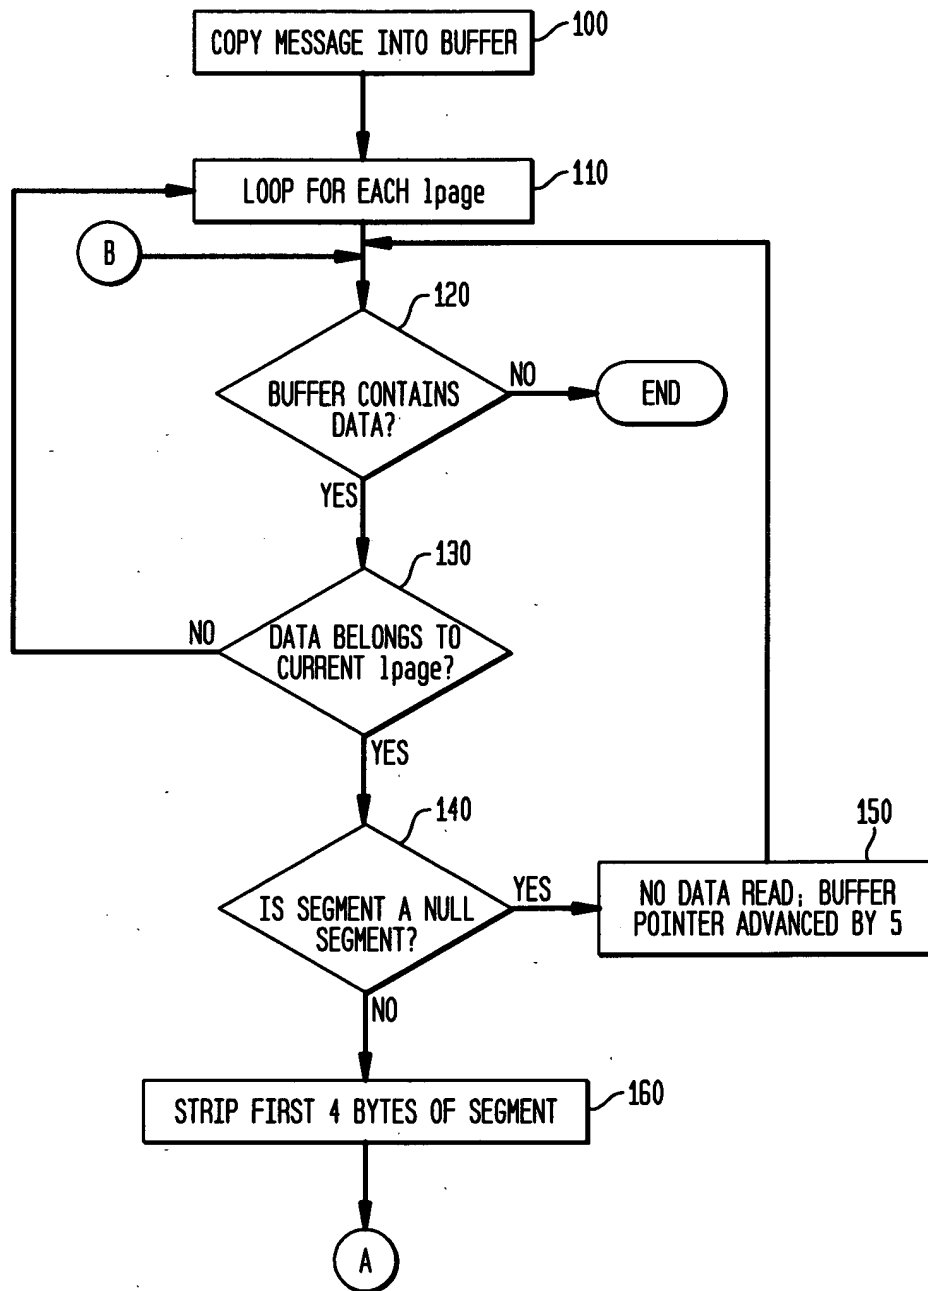 COPY MESSAGE INTO BUFFER
100
LOOP FOR EACH lpage
110
B
120
BUFFER CONTAINS
DATA?
NO
END
YES
130
NO
DATA BELONGS TO
CURRENT lpage?
YES
140
150
IS SEGMENT A NULL
SEGMENT?
YES
NO DATA READ; BUFFER
POINTER ADVANCED BY 5
NO
STRIP FIRST 4 BYTES OF SEGMENT
160
A